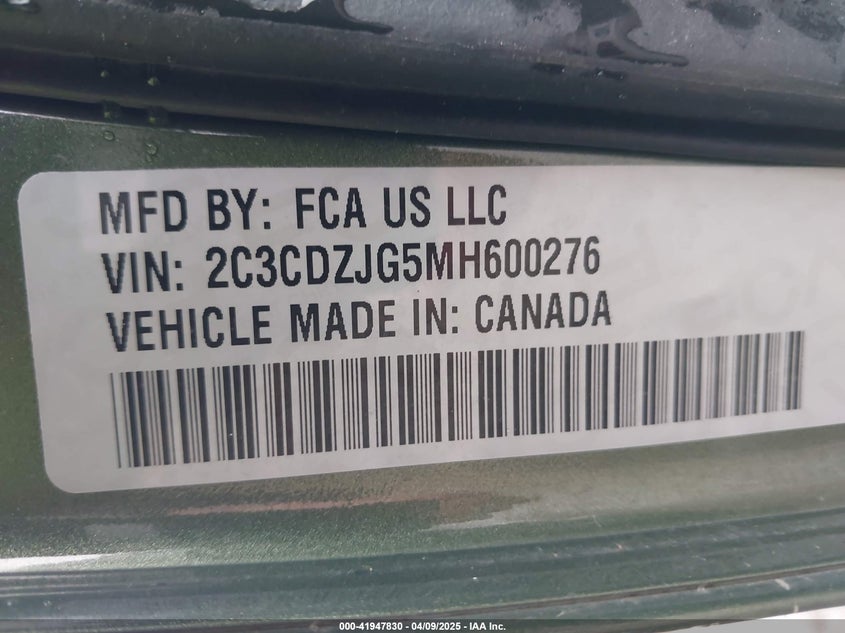 MFD BY: FCA US LLC
VIN: 2C3CDZJG5MH600276
VEHICLE MADE IN: CANADA
000-41947830 - 04/09/2025 - IAA Inc.